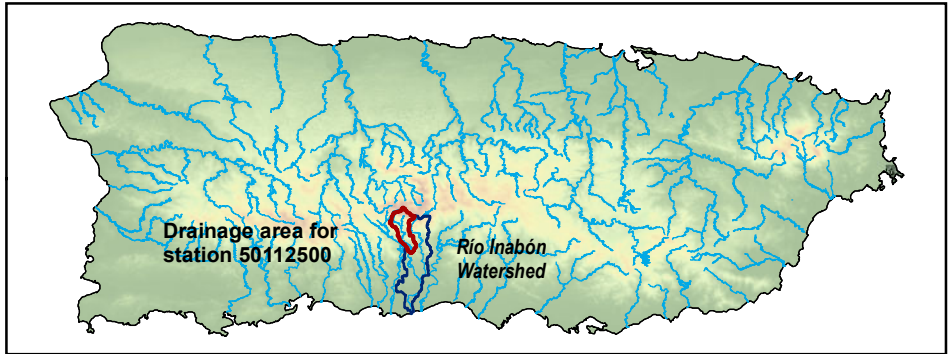 Drainage area for
station 50112500
Río Inabón
Watershed